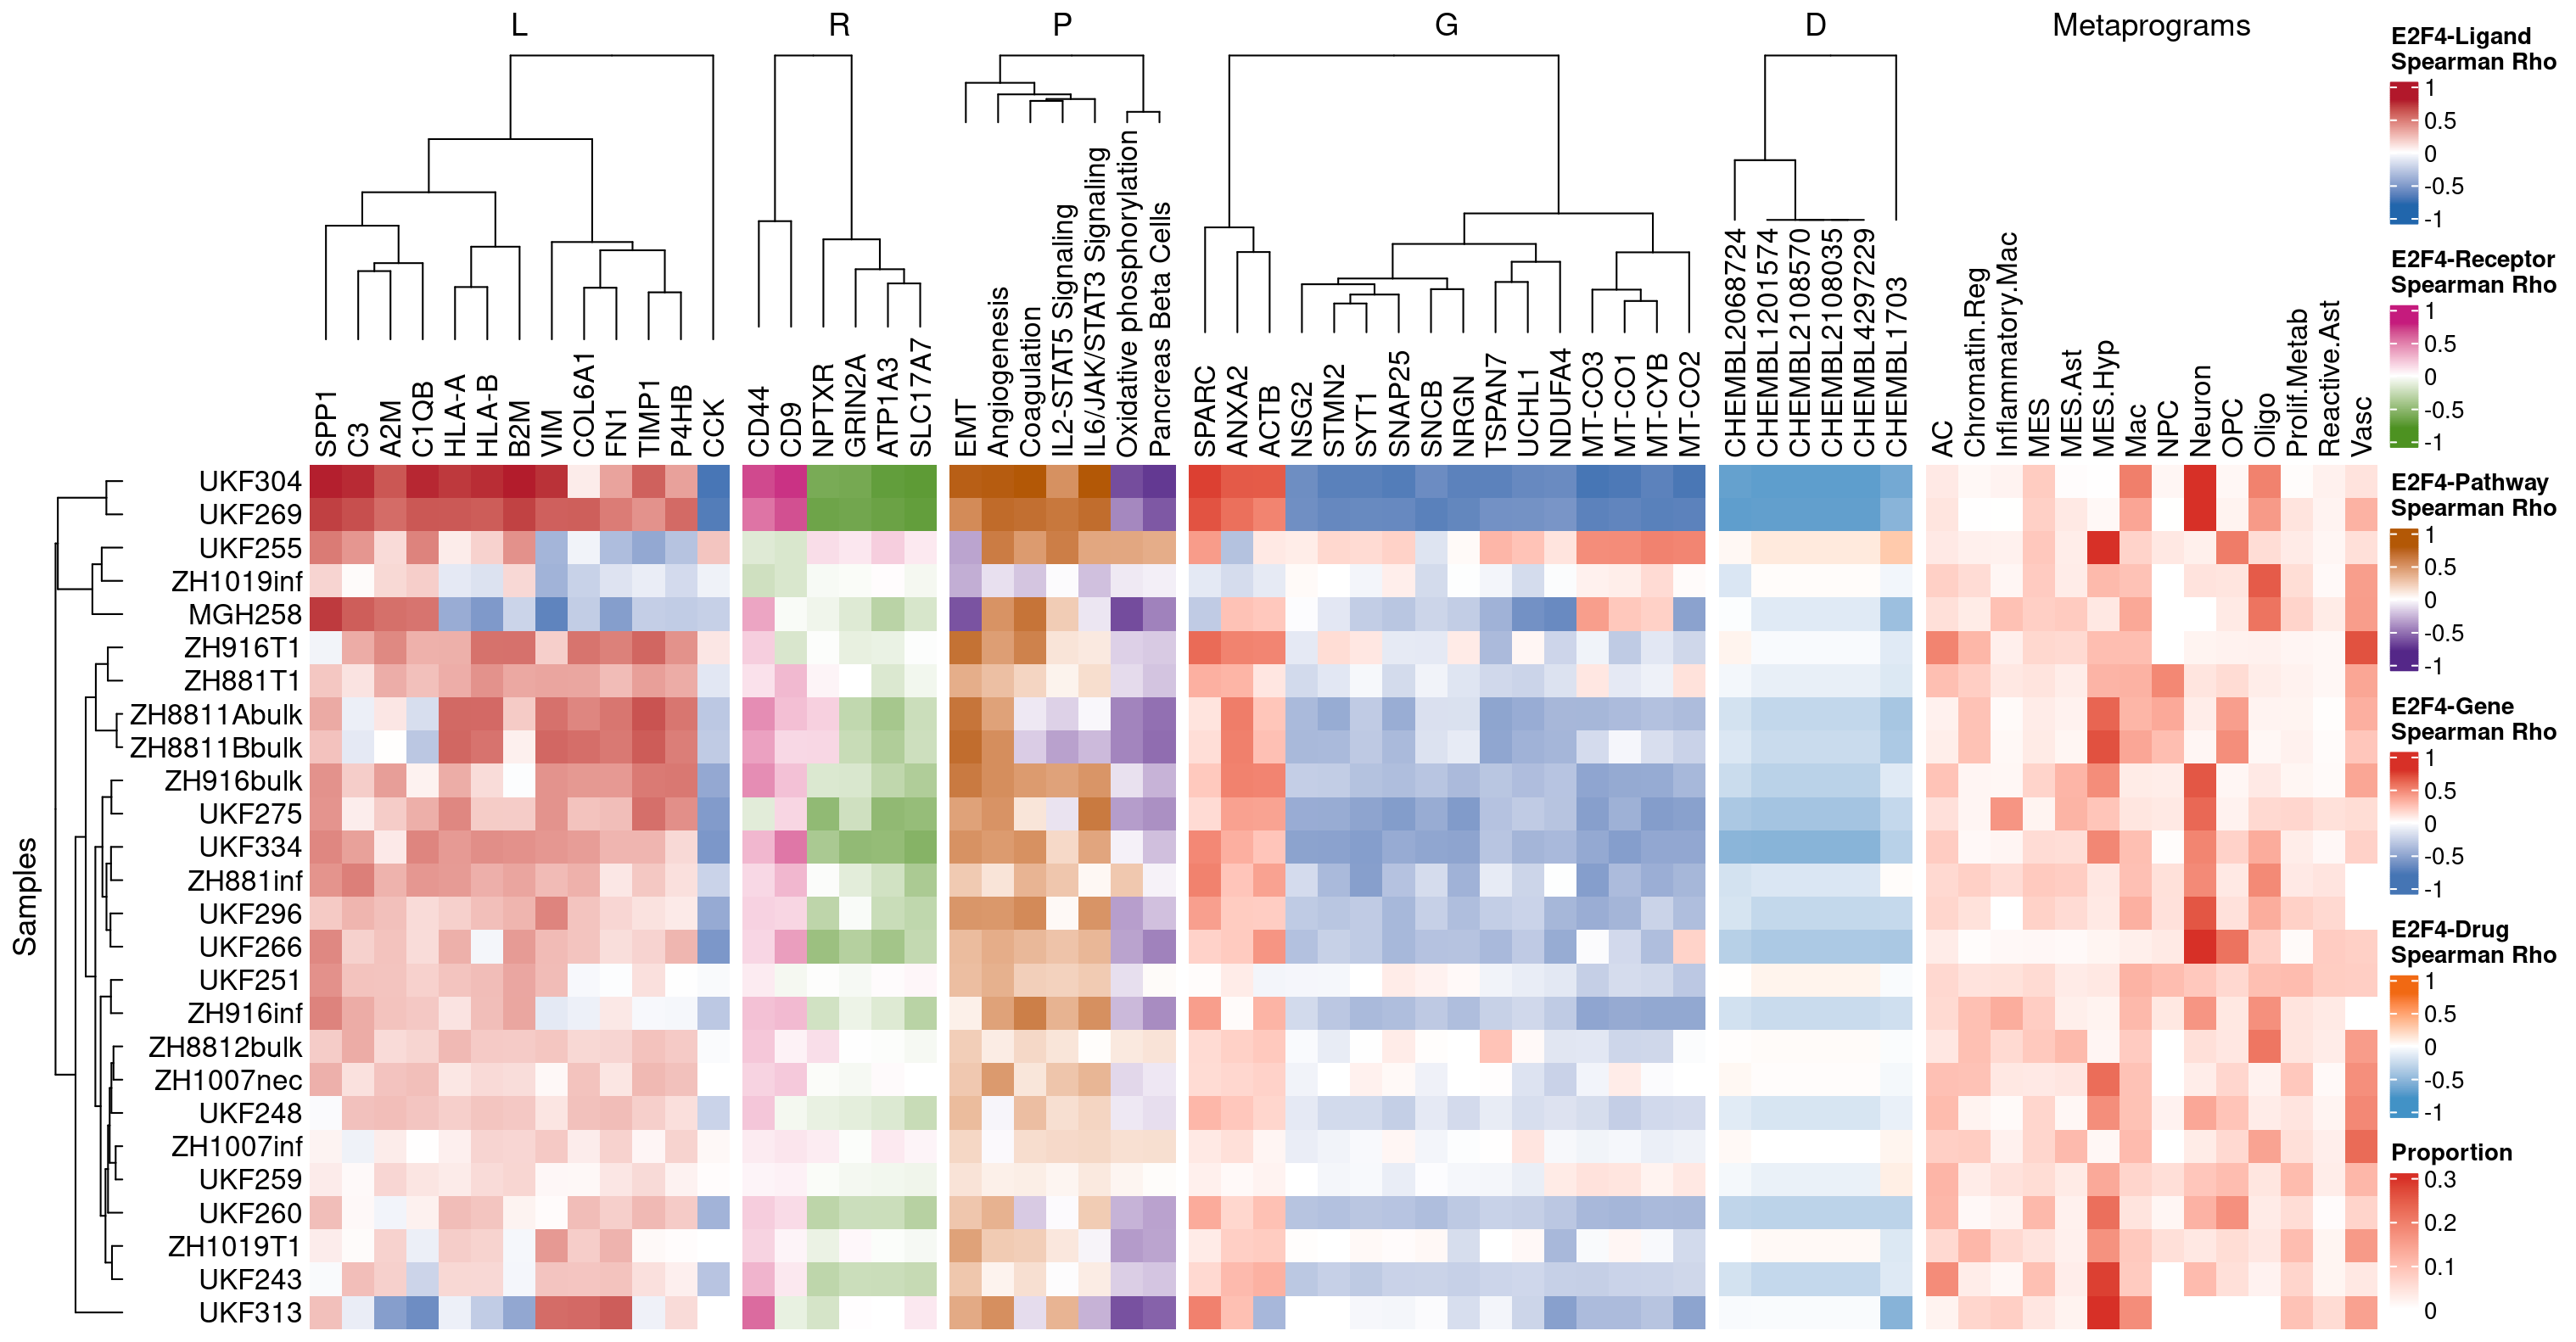 L R P G D Metaprograms
SPP1
C3
A2M
C1QB
HLA-A
HLA-B
B2M
VIM
COL6A1
FN1
TIMP1
P4HB
CCK
CD44
CD9
NPTXR
GRIN2A
ATP1A3
SLC17A7
EMT
Angiogenesis
Coagulation
IL2-STAT5 Signaling
IL6/JAK/STAT3 Signaling
Oxidative phosphorylation
Pancreas Beta Cells
SPARC
ANXA2
ACTB
NSG2
STMN2
SYT1
SNAP25
SNCB
NRGN
TSPAN7
UCHL1
NDUFA4
MT-CO3
MT-CO1
MT-CYB
MT-CO2
CHEMBL2068724
CHEMBL1201574
CHEMBL2108570
CHEMBL2108035
CHEMBL4297229
CHEMBL1703
AC
Chromatin.Reg
Inflammatory.Mac
MES
MES.Ast
MES.Hyp
Mac
NPC
Neuron
OPC
Oligo
Prolif.Metab
Reactive.Ast
Vasc
Samples
UKF304
UKF269
UKF255
ZH1019inf
MGH258
ZH916T1
ZH881T1
ZH8811Abulk
ZH8811Bbulk
ZH916bulk
UKF275
UKF334
ZH881inf
UKF296
UKF266
UKF251
ZH916inf
ZH8812bulk
ZH1007nec
UKF248
ZH1007inf
UKF259
UKF260
ZH1019T1
UKF243
UKF313
E2F4-Ligand
Spearman Rho
1
0.5
0
-0.5
-1
E2F4-Receptor
Spearman Rho
1
0.5
0
-0.5
-1
E2F4-Pathway
Spearman Rho
1
0.5
0
-0.5
-1
E2F4-Gene
Spearman Rho
1
0.5
0
-0.5
-1
E2F4-Drug
Spearman Rho
1
0.5
0
-0.5
-1
Proportion
0.3
0.2
0.1
0